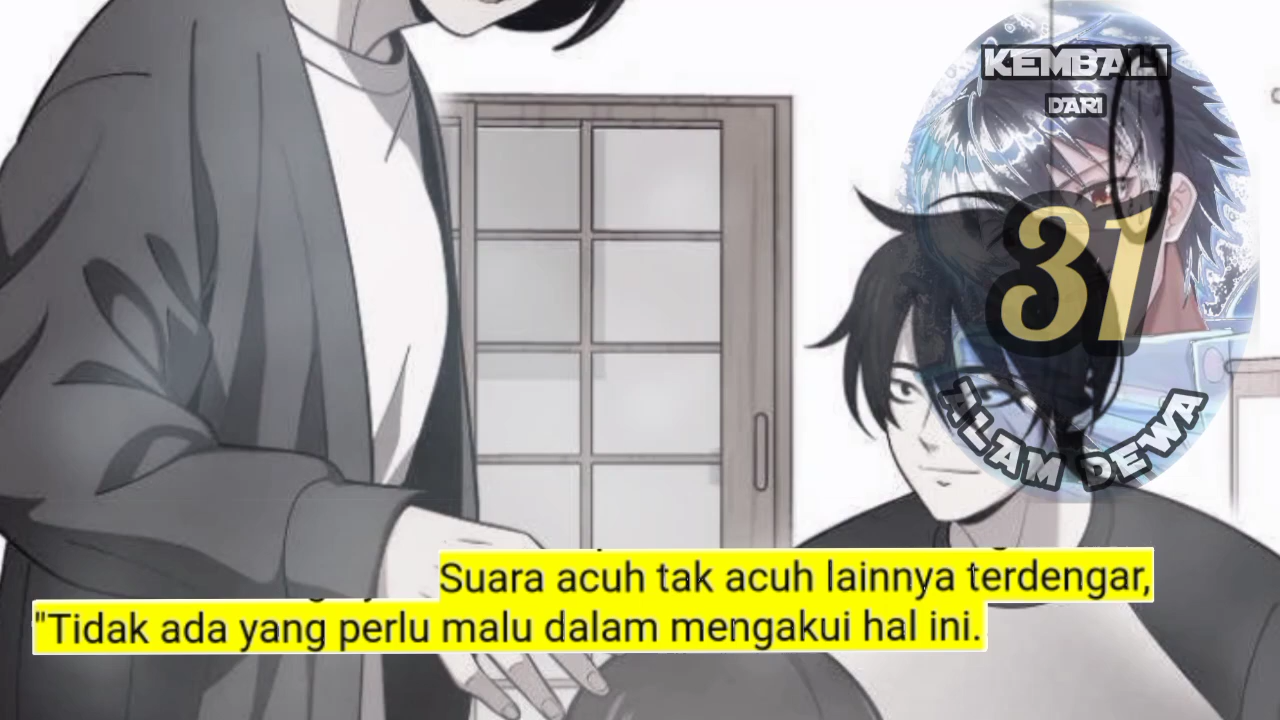 KEMBALI
DARI
31
ALAM DEWA
Suara acuh tak acuh lainnya terdengar,
"Tidak ada yang perlu malu dalam mengakui hal ini.